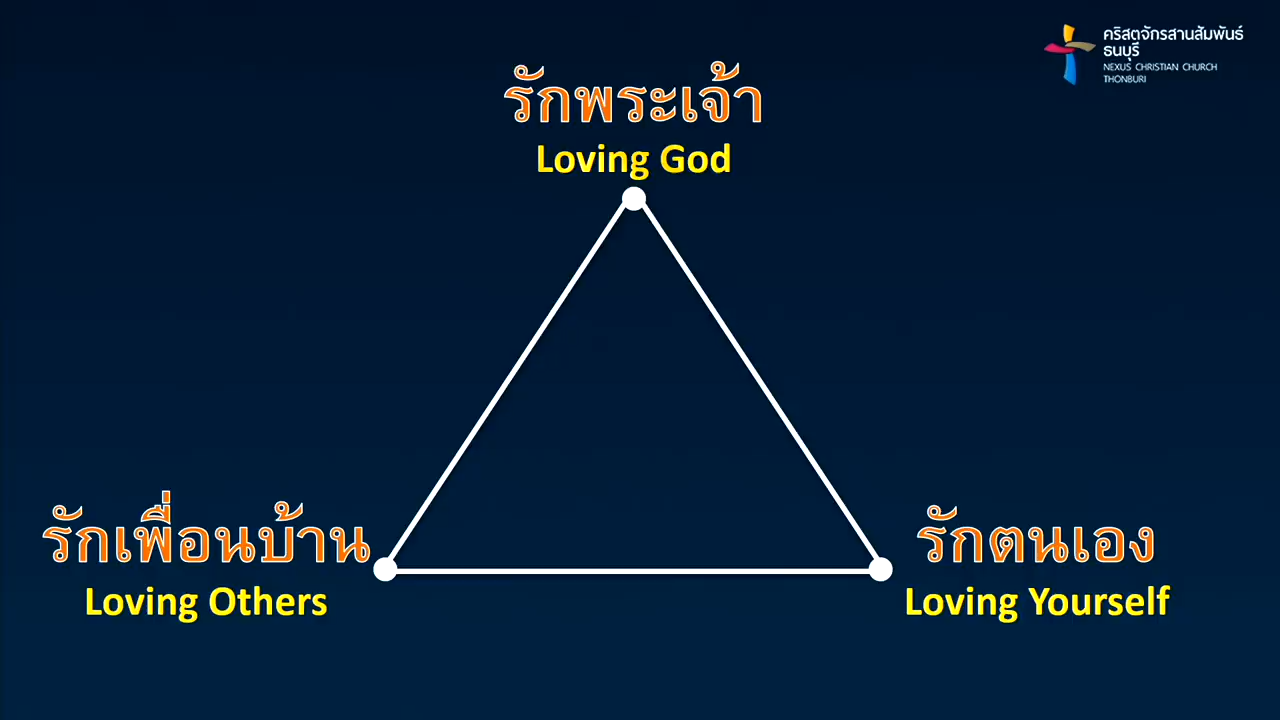 คริสตจักรสานสัมพันธ์
ธนบุรี
NEXUS CHRISTIAN CHURCH
THONBURI
รักพระเจ้า
Loving God
รักเพื่อนบ้าน
Loving Others
รักตนเอง
Loving Yourself